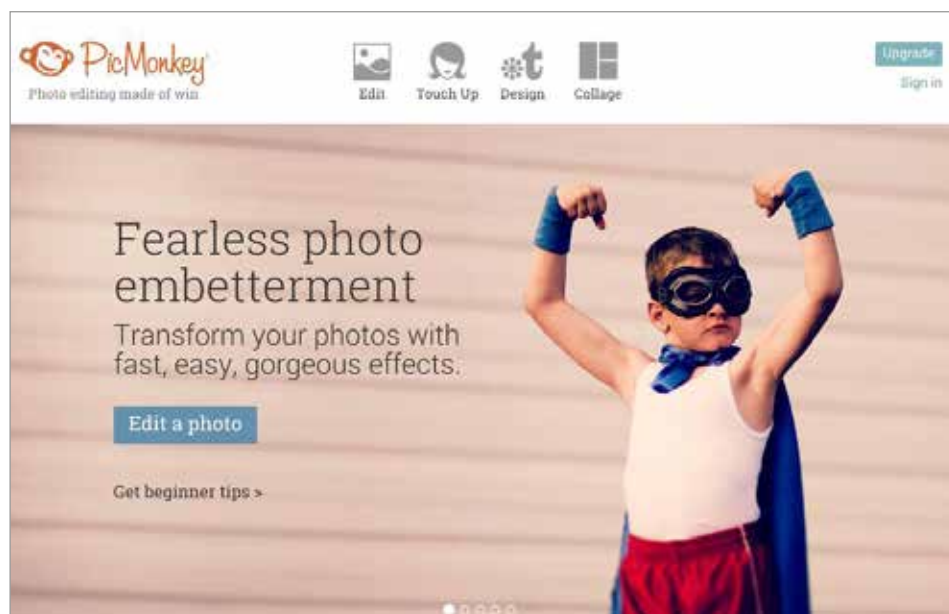 PicMonkey
Photo editing made of win
Edit
Touch Up
Design
Collage
Upgrade
Sign in
Fearless photo
embetterment
Transform your photos with
fast, easy, gorgeous effects.
Edit a photo
Get beginner tips >